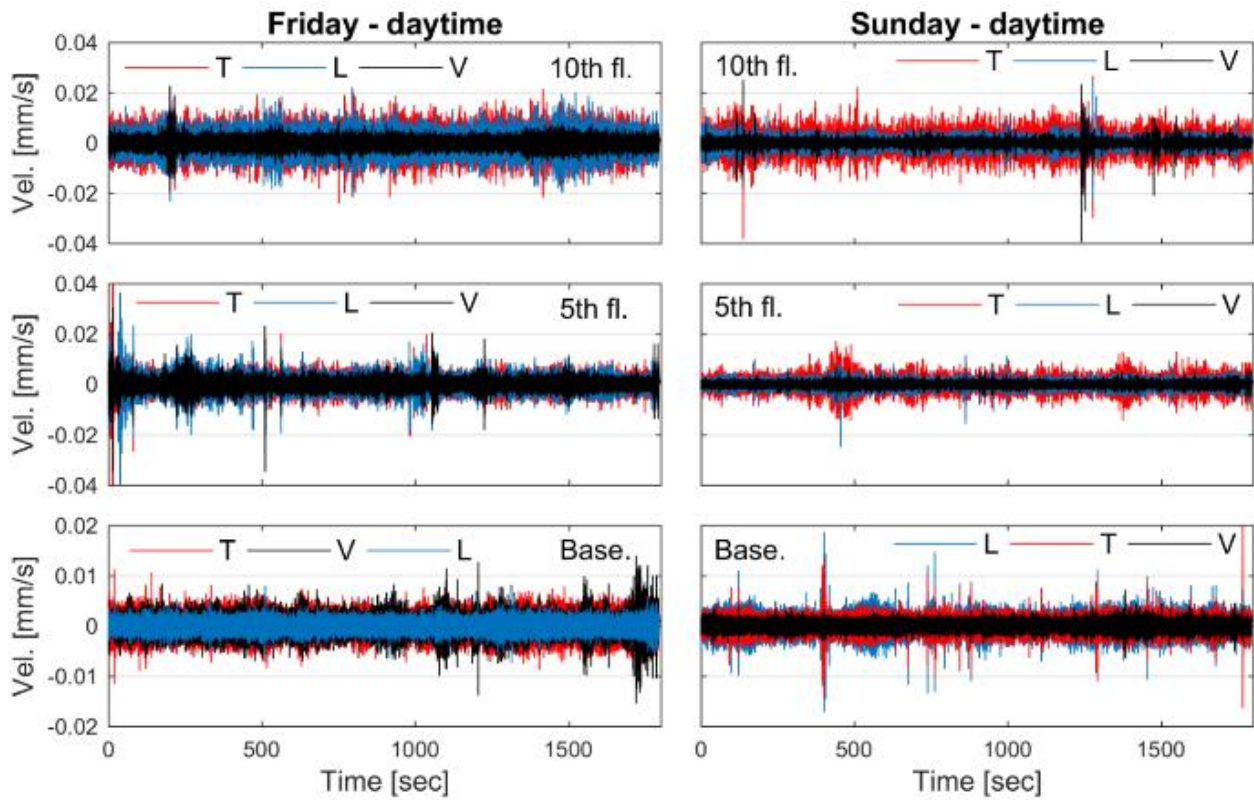 Friday - daytime
Sunday - daytime
0.04
0.02
0
-0.02
-0.04
Vel. [mm/s]
T L V 10th fl.
10th fl. T L V
0.04
0.02
0
-0.02
-0.04
Vel. [mm/s]
T L V 5th fl.
T L V 5th fl.
0.02
0.01
0
-0.01
-0.02
Vel. [mm/s]
T V L Base.
Base. L T V
0 500 1000 1500
0 500 1000 1500
Time [sec]
Time [sec]